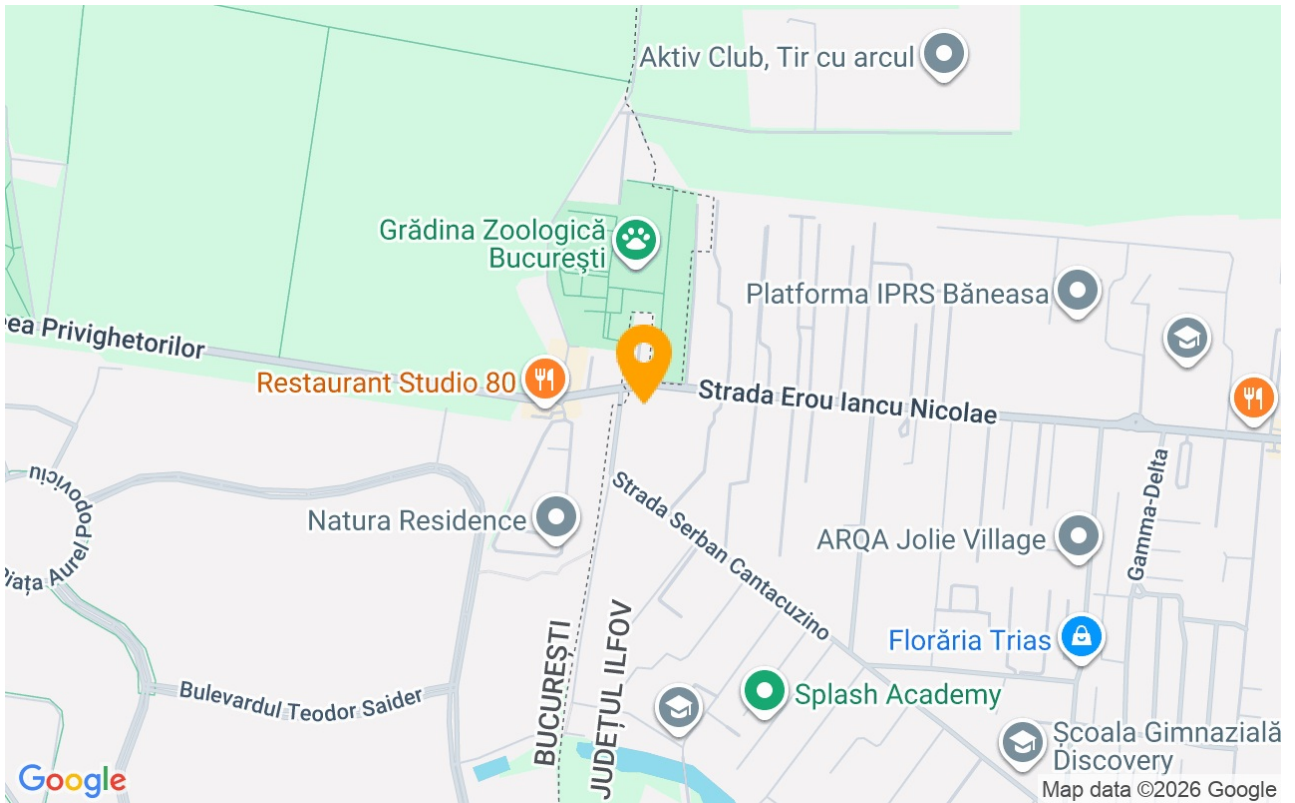 Aktiv Club, Tir cu arcul
Grădina Zoologică
Bucureşti
Platforma IPRS Băneasa
ea Privighetorilor
Restaurant Studio 80
Strada Erou Iancu Nicolae
Piața Aurel Popoviciu
Natura Residence
Strada Serban Cantacuzino
ARQA Jolie Village
Gamma-Delta
BUCUREȘTI
JUDEȚUL ILFOV
Florăria Trias
Bulevardul Teodor Saider
Splash Academy
Școala Gimnazială
Discovery
Google
Map data ©2026 Google